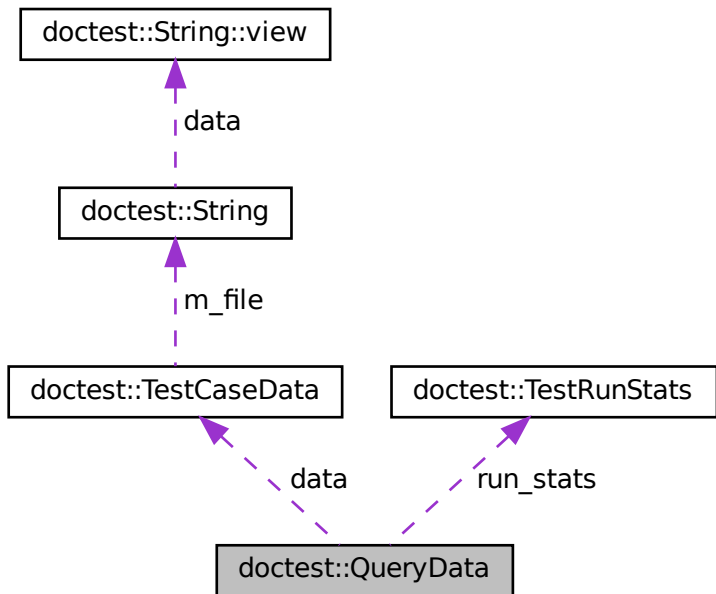 doctest::String::view
data
doctest::String
m_file
doctest::TestCaseData
doctest::TestRunStats
data
run_stats
doctest::QueryData